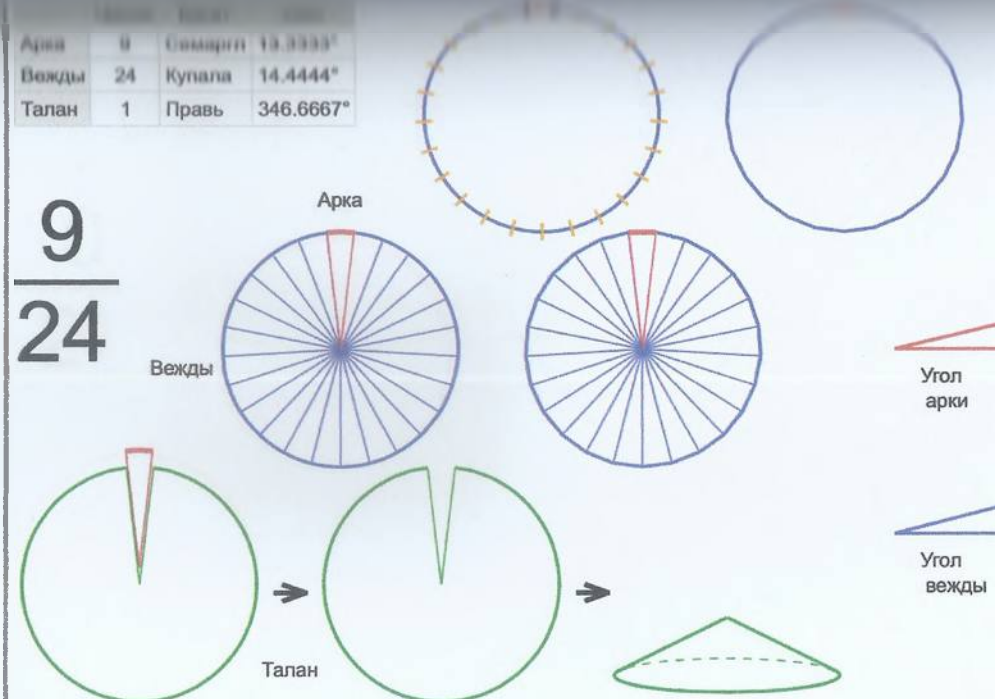 Арка 9 Семаргл 13.3333°
Вежды 24 Купала 14.4444°
Талан 1 Правь 346.6667°
Арка
9
24
Вежды
Угол
арки
Угол
вежды
Талан